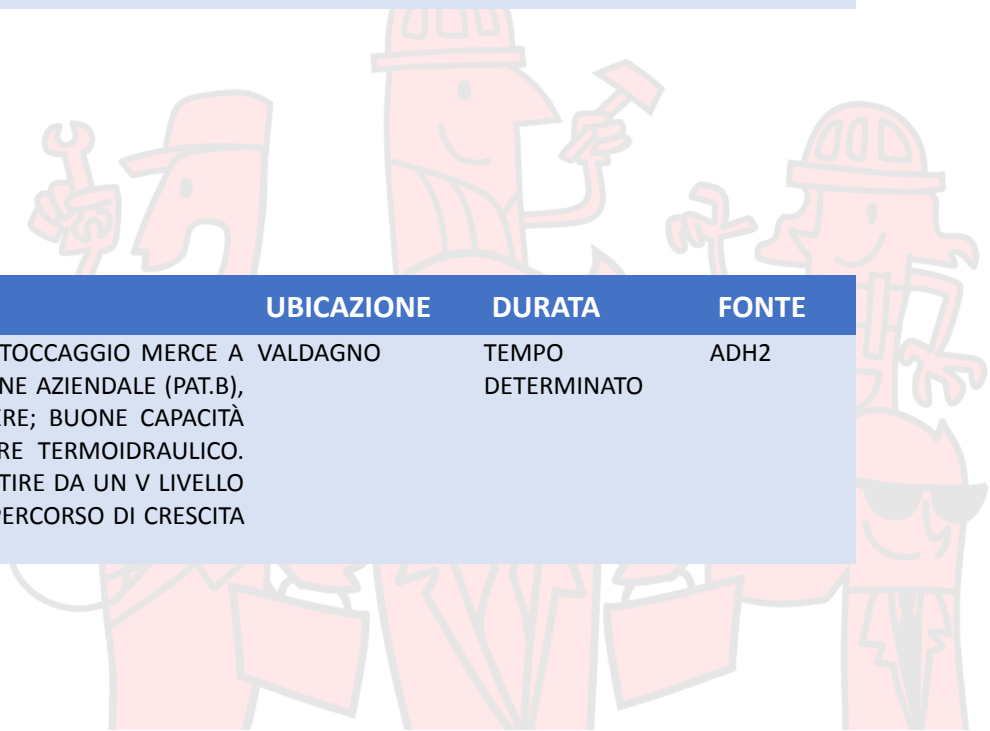 UBICAZIONE DURATA FONTE
TOCCAGGIO MERCE A VALDAGNO TEMPO ADH2
NE AZIENDALE (PAT.B), DETERMINATO
ERE; BUONE CAPACITÀ
RE TERMOIDRAULICO.
TIRE DA UN V LIVELLO
PERCORSO DI CRESCITA